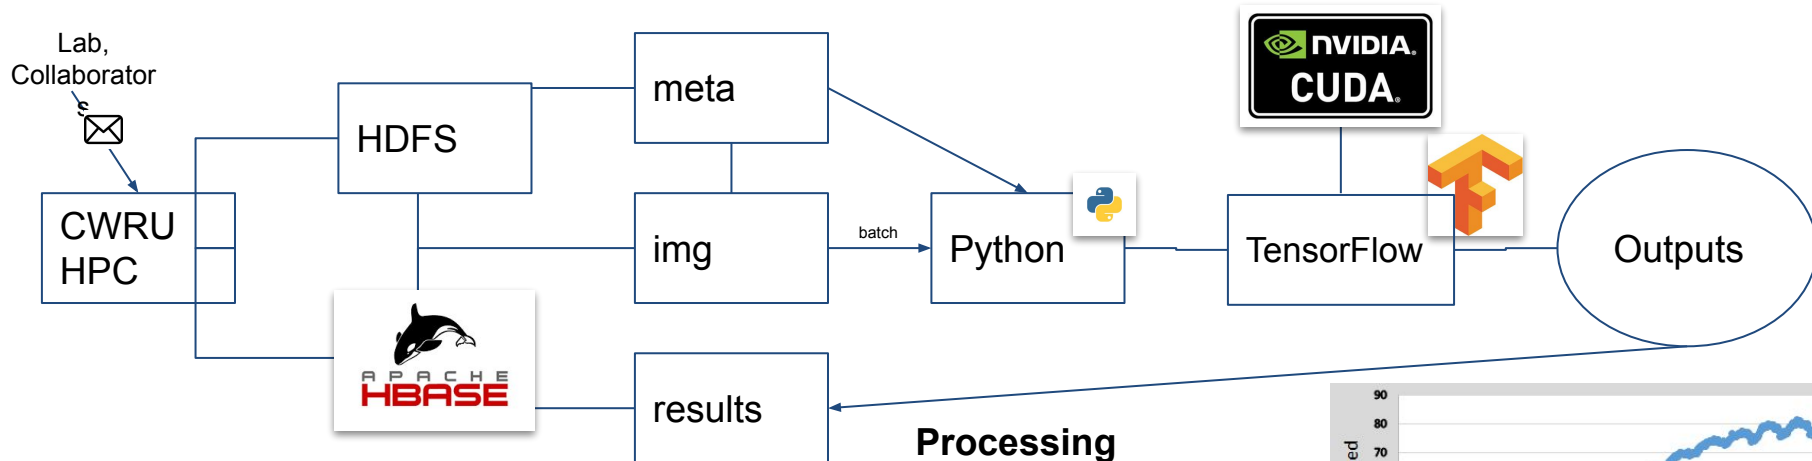 Lab,
Collaborator
s
CWRU
HPC
HDFS
APACHE
HBASE
meta
img
results
batch
Python
NVIDIA.
CUDA.
TensorFlow
Outputs
Processing
90
80
70
ed